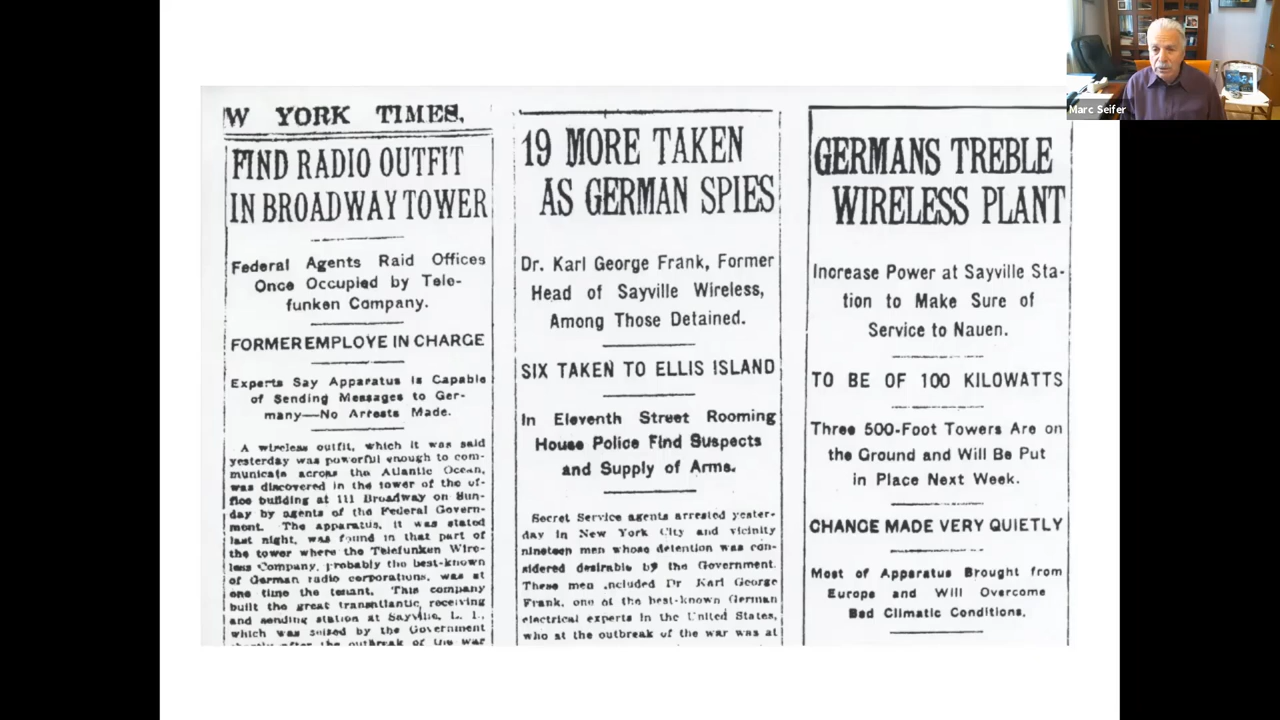 W YORK TIMES,
FIND RADIO OUTFIT
IN BROADWAY TOWER
Federal Agents Raid Offices
Once Occupied by Tele-
funken Company.
FORMER EMPLOYE IN CHARGE
Experts Say Apparatus is Capable
of Sending Messages to Ger-
many—No Arrests Made.
A wireless outfit, which it was said
yesterday was powerful enough to com-
municate across the Atlantic Ocean,
was discovered in the tower of the of-
fice building at 111 Broadway on Sun-
day by agents of the Federal Govern-
ment. The apparatus, it was stated
last night, was found in that part of
the tower where the Telefunken Wire-
less Company, probably the best-known
of German radio corporations, was at
one time the tenant. This company
built the great transatlantic receiving
and sending station at Sayville, L. I.,
which was seized by the Government
shortly after the outbreak of the war
19 MORE TAKEN
AS GERMAN SPIES
Dr. Karl George Frank, Former
Head of Sayville Wireless,
Among Those Detained.
SIX TAKEN TO ELLIS ISLAND
In Eleventh Street Rooming
House Police Find Suspects
and Supply of Arms.
Secret Service agents arrested yester-
day in New York City and vicinity
nineteen men whose detention was con-
sidered desirable by the Government.
These men included Dr Karl George
Frank, one of the best-known German
electrical experts in the United States,
who at the outbreak of the war was at
GERMANS TREBLE
WIRELESS PLANT
Increase Power at Sayville Sta-
tion to Make Sure of
Service to Nauen.
TO BE OF 100 KILOWATTS
Three 500-Foot Towers Are on
the Ground and Will Be Put
in Place Next Week.
CHANGE MADE VERY QUIETLY
Most of Apparatus Brought from
Europe and Will Overcome
Bad Climatic Conditions.
Marc Seifer